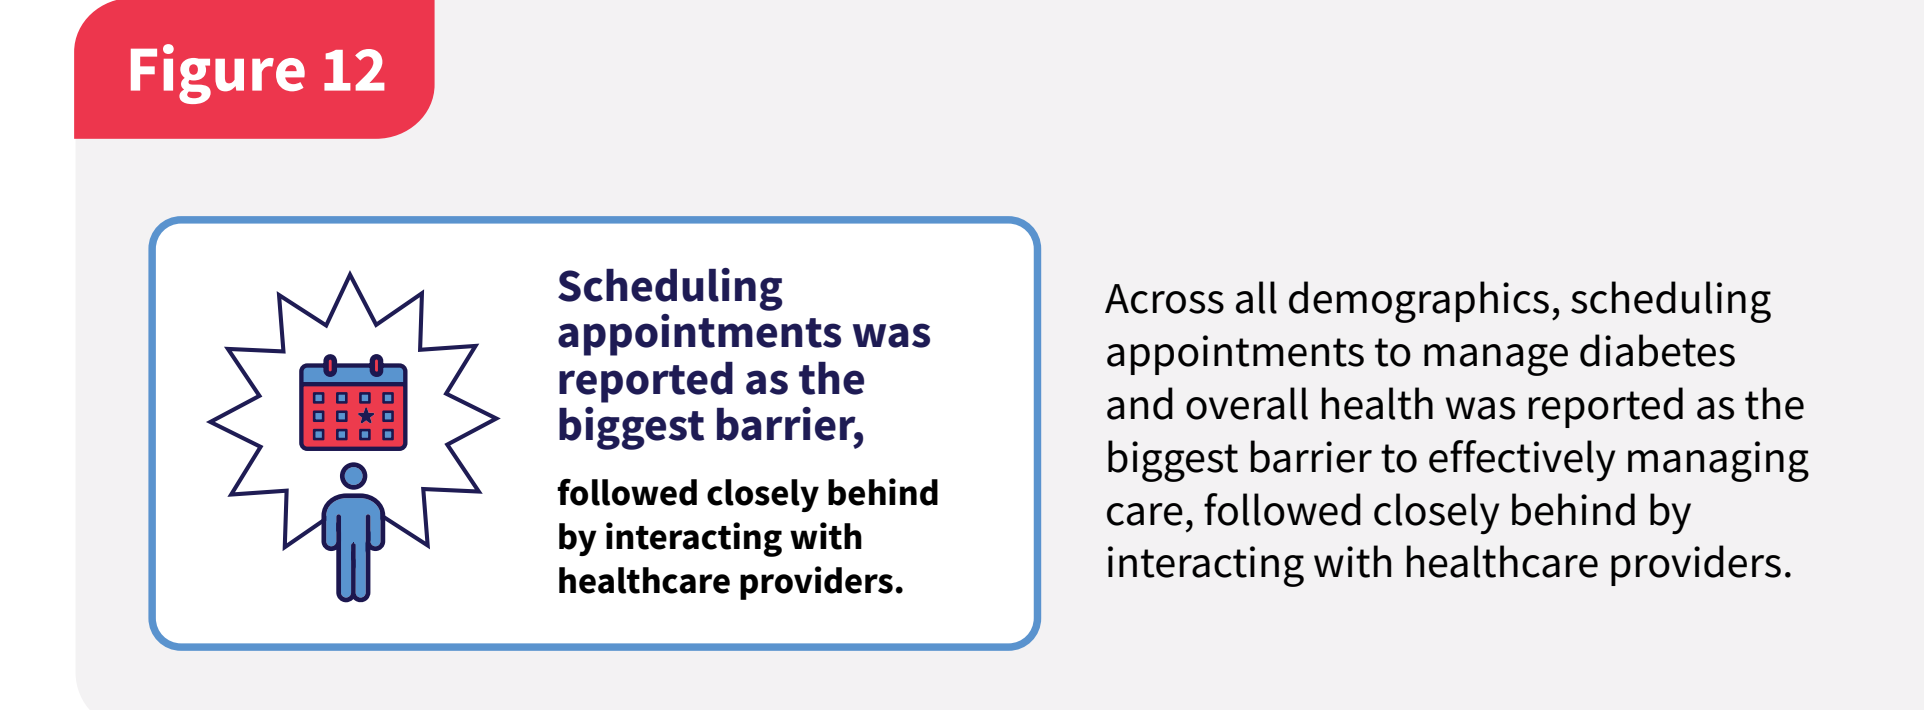 Figure 12
Scheduling
appointments was
reported as the
biggest barrier,
followed closely behind
by interacting with
healthcare providers.
Across all demographics, scheduling
appointments to manage diabetes
and overall health was reported as the
biggest barrier to effectively managing
care, followed closely behind by
interacting with healthcare providers.